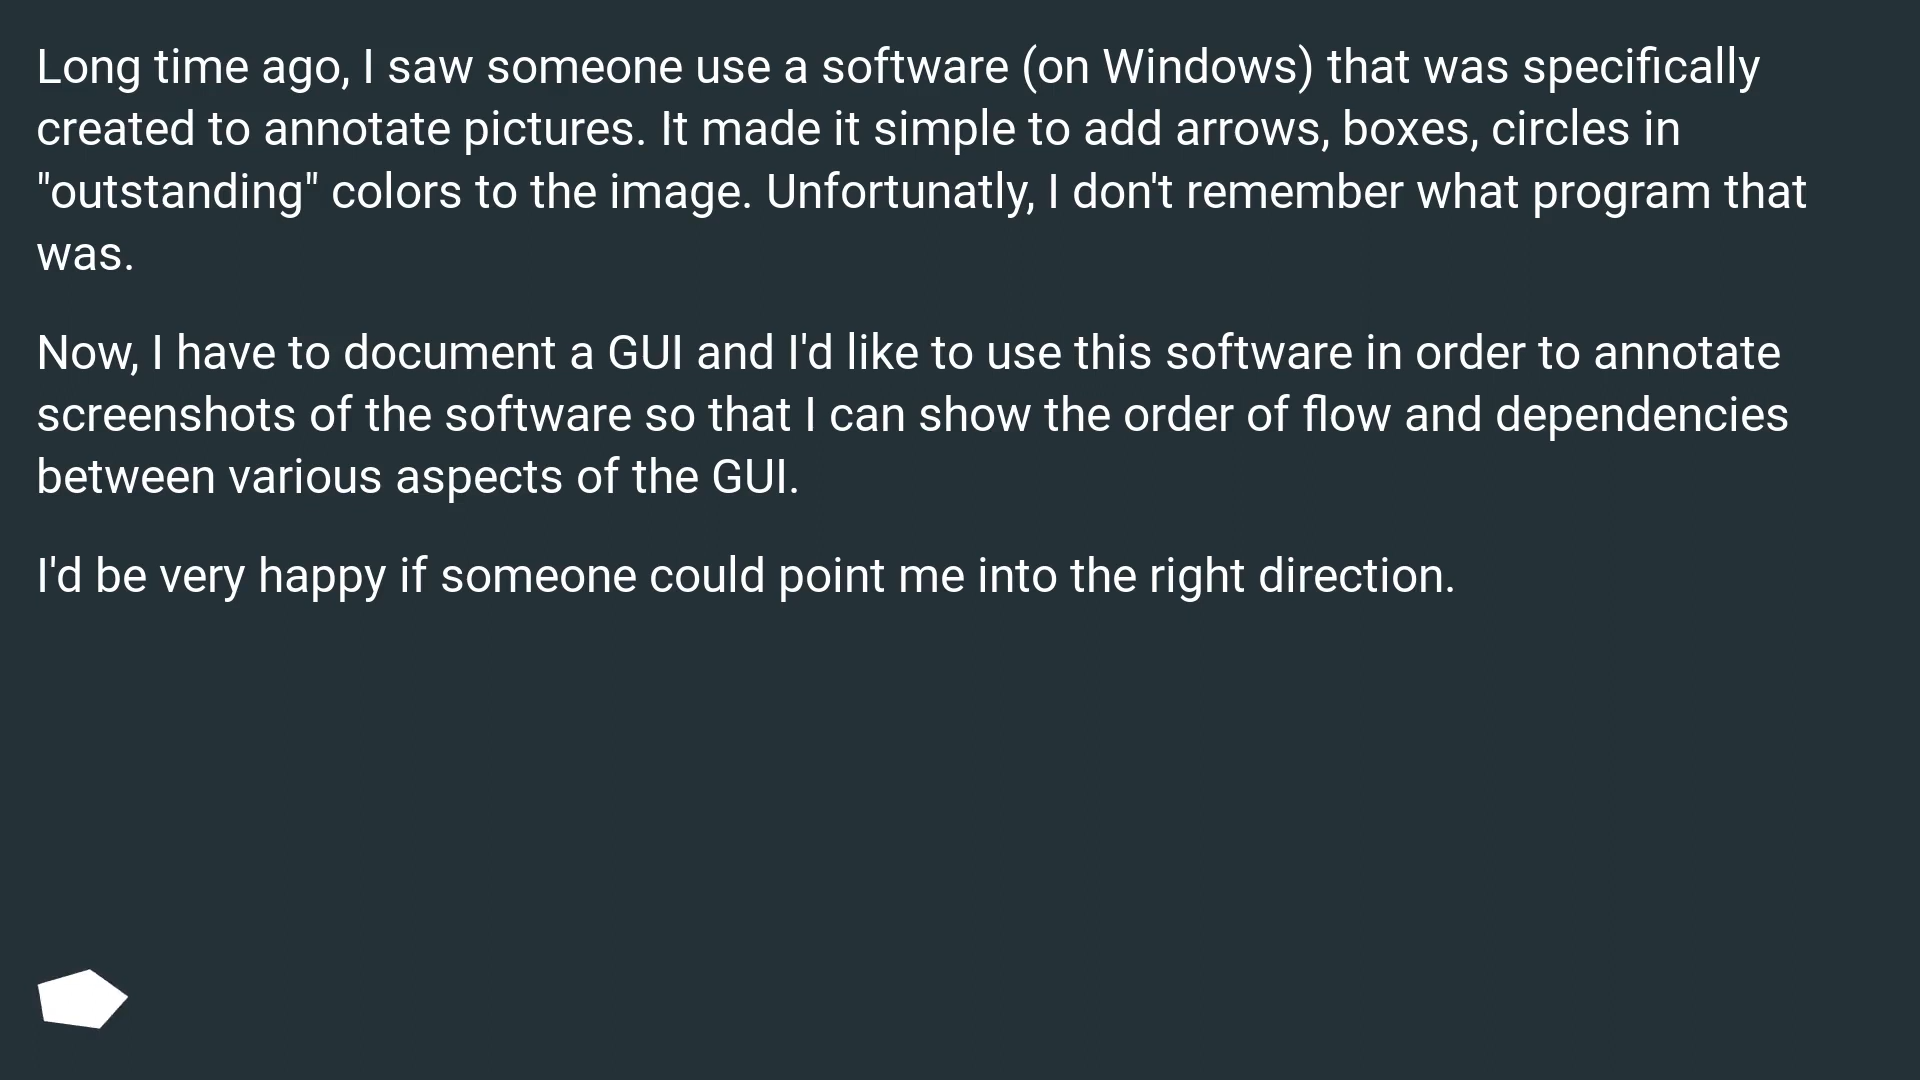 Long time ago, I saw someone use a software (on Windows) that was specifically
created to annotate pictures. It made it simple to add arrows, boxes, circles in
"outstanding" colors to the image. Unfortunatly, I don't remember what program that
was.
Now, I have to document a GUI and I'd like to use this software in order to annotate
screenshots of the software so that I can show the order of flow and dependencies
between various aspects of the GUI.
I'd be very happy if someone could point me into the right direction.